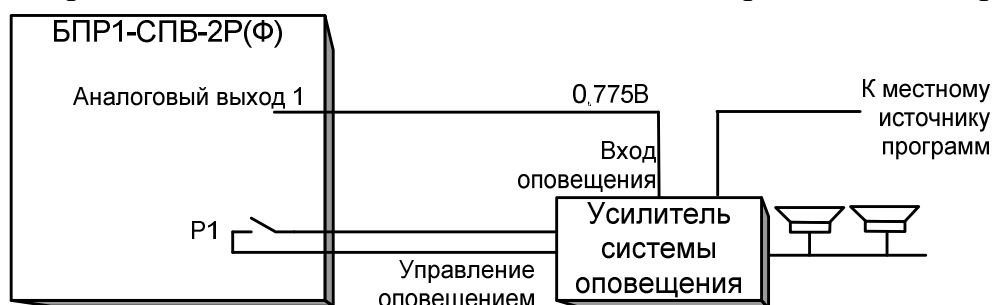 БПР1-СПВ-2Р(Ф)
Аналоговый выход 1
0,775В
К местному
источнику
программ
Вход
оповещения
Р1
Усилитель
системы
оповещения
Управление
оповещением